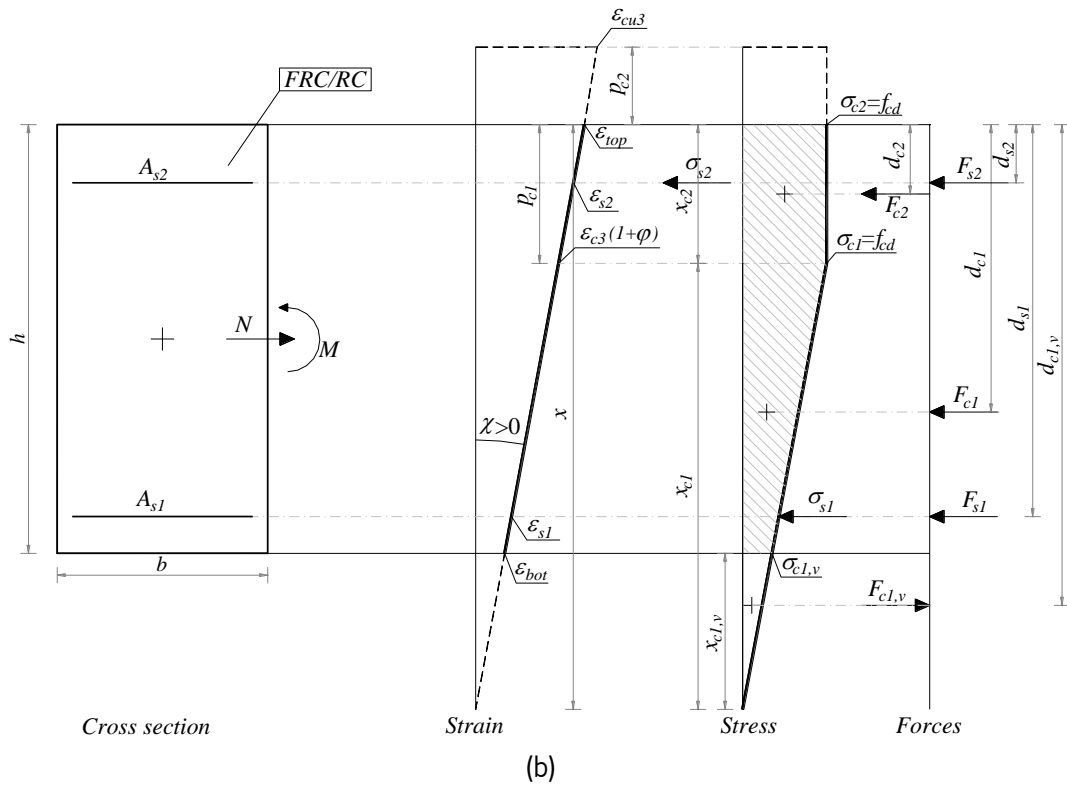 ε_cu3
FRC/RC
p_c2
σ_c2=f_cd
h
A_s2
ε_top
p_c1
ε_s2
ε_c3(1+φ)
σ_s2
x_c2
d_c2
F_s2
d_s2
F_c2
σ_c1=f_cd
d_c1
d_s1
d_c1,v
N
M
χ>0
x
x_c1
F_c1
A_s1
ε_s1
σ_s1
F_s1
b
ε_bot
σ_c1,v
x_c1,v
F_c1,v
Cross section
Strain
Stress
Forces
(b)